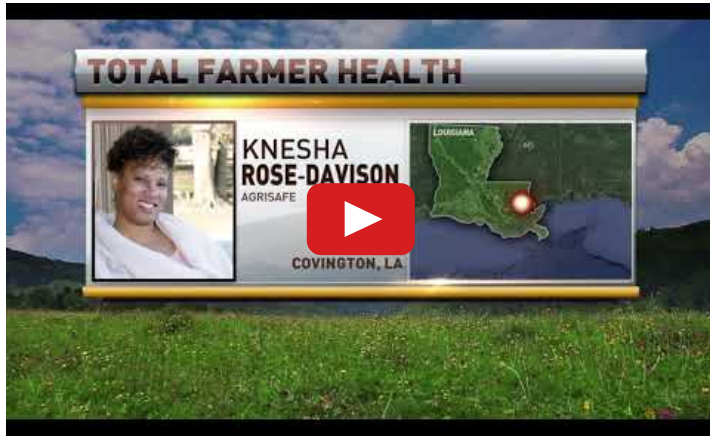 TOTAL FARMER HEALTH
KNESHA
ROSE-DAVISON
AGRISAFE
COVINGTON, LA
LOUISIANA